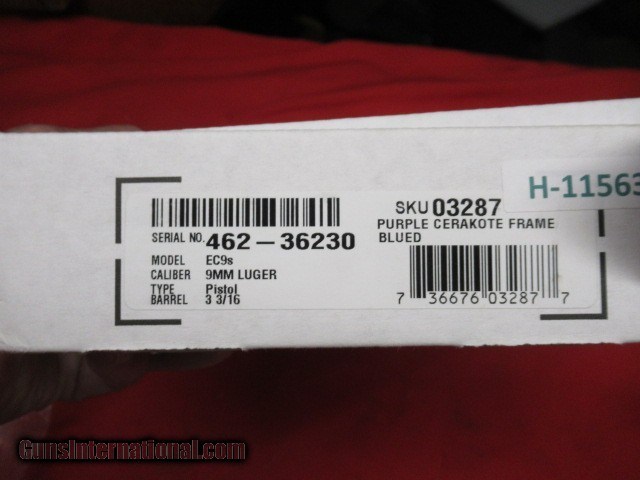 H-11563
SERIAL NO. 462-36230
MODEL EC9s
CALIBER 9MM LUGER
TYPE Pistol
BARREL 3 3/16
SKU 03287
PURPLE CERAKOTE FRAME
BLUED
7 36676 03287 7
GunsInternational.com